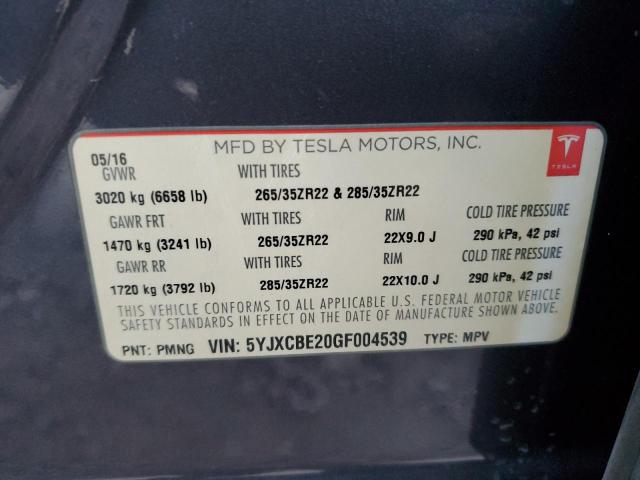 MFD BY TESLA MOTORS, INC.
TESLA
05/16
GVWR WITH TIRES
3020 kg (6658 lb) 265/35ZR22 & 285/35ZR22
GAWR FRT WITH TIRES RIM COLD TIRE PRESSURE
1470 kg (3241 lb) 265/35ZR22 22X9.0 J 290 kPa, 42 psi
GAWR RR WITH TIRES RIM COLD TIRE PRESSURE
1720 kg (3792 lb) 285/35ZR22 22X10.0 J 290 kPa, 42 psi
THIS VEHICLE CONFORMS TO ALL APPLICABLE U.S. FEDERAL MOTOR VEHICLE
SAFETY STANDARDS IN EFFECT ON THE DATE OF MANUFACTURE SHOWN ABOVE.
PNT: PMNG VIN: 5YJXCBE20GF004539 TYPE: MPV